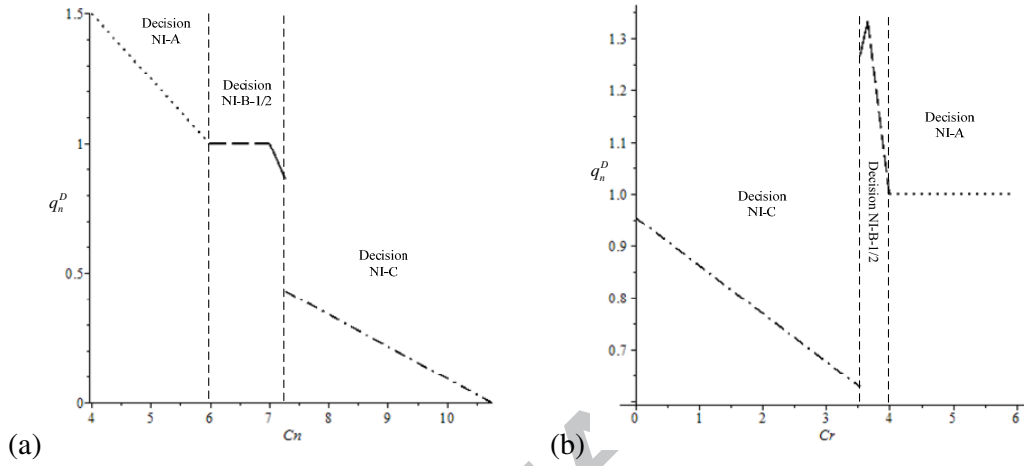 1.5
Decision
NI-A
Decision
NI-B-1/2
1
q_n^D
Decision
NI-C
0.5
0
4 5 6 7 8 9 10
Cn
(a)
1.3
1.2
Decision
NI-A
1.1
q_n^D
1.0
Decision
NI-C
Decision NI-B-1/2
0.9
0.8
0.7
0 1 2 3 4 5 6
Cr
(b)